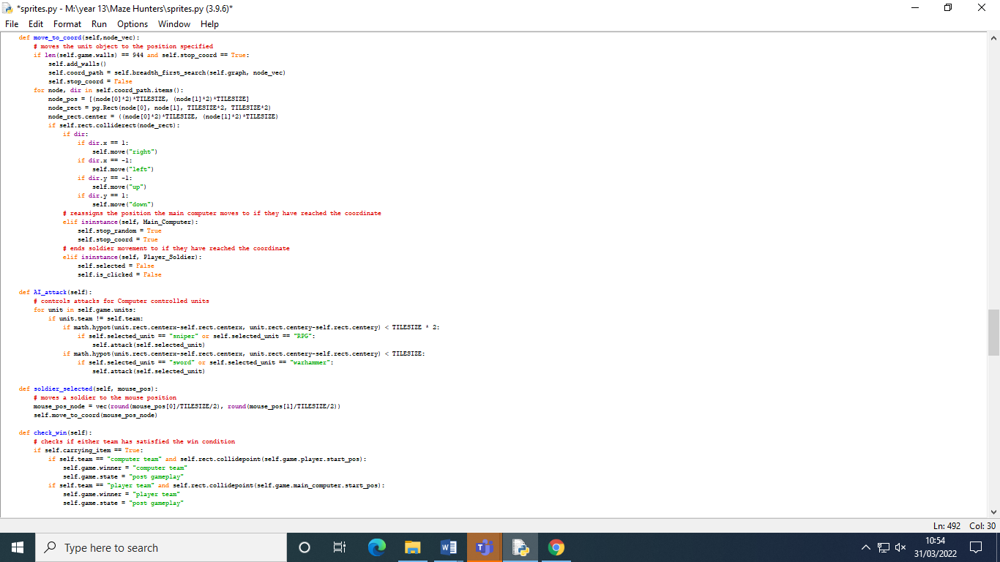 *sprites.py - M:\year 13\Maze Hunters\sprites.py (3.9.6)*
File Edit Format Run Options Window Help
def move_to_coord(self,node_vec):
# moves the unit object to the position specified
if len(self.game.walls) == 944 and self.stop_coord == True:
self.add_walls()
self.coord_path = self.breadth_first_search(self.graph, node_vec)
self.stop_coord = False
for node, dir in self.coord_path.items():
node_pos = [(node[0]*2)*TILESIZE, (node[1]*2)*TILESIZE]
node_rect = pg.Rect(node[0], node[1], TILESIZE*2, TILESIZE*2)
node_rect.center = ((node[0]*2)*TILESIZE, (node[1]*2)*TILESIZE)
if self.rect.colliderect(node_rect):
if dir:
if dir.x == 1:
self.move("right")
if dir.x == -1:
self.move("left")
if dir.y == -1:
self.move("up")
if dir.y == 1:
self.move("down")
# reassigns the position the main computer moves to if they have reached the coordinate
elif isinstance(self, Main_Computer):
self.stop_random = True
self.stop_coord = True
# ends soldier movement to if they have reached the coordinate
elif isinstance(self, Player_Soldier):
self.selected = False
self.is_clicked = False
def AI_attack(self):
# controls attacks for Computer controlled units
for unit in self.game.units:
if unit.team != self.team:
if math.hypot(unit.rect.centerx-self.rect.centerx, unit.rect.centery-self.rect.centery) < TILESIZE * 2:
if self.selected_unit == "sniper" or self.selected_unit == "RPG":
self.attack(self.selected_unit)
if math.hypot(unit.rect.centerx-self.rect.centerx, unit.rect.centery-self.rect.centery) < TILESIZE:
if self.selected_unit == "sword" or self.selected_unit == "warhammer":
self.attack(self.selected_unit)
def soldier_selected(self, mouse_pos):
# moves a soldier to the mouse position
mouse_pos_node = vec(round(mouse_pos[0]/TILESIZE/2), round(mouse_pos[1]/TILESIZE/2))
self.move_to_coord(mouse_pos_node)
def check_win(self):
# checks if either team has satisfied the win condition
if self.carrying_item == True:
if self.team == "computer team" and self.rect.collidepoint(self.game.player.start_pos):
self.game.winner = "computer team"
self.game.state = "post gameplay"
if self.team == "player team" and self.rect.collidepoint(self.game.main_computer.start_pos):
self.game.winner = "player team"
self.game.state = "post gameplay"
Ln: 492 Col: 30
Type here to search
10:54
31/03/2022